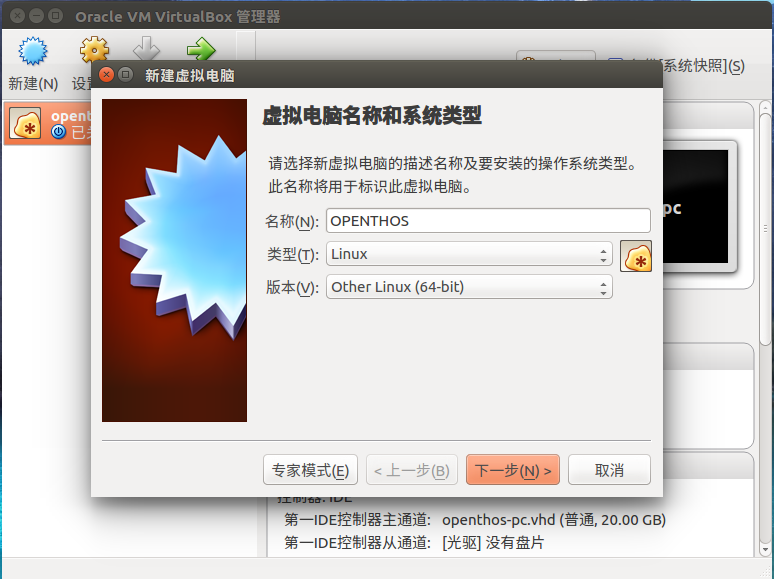 Oracle VM VirtualBox 管理器
新建(N)
[系统快照](S)
新建虚拟电脑
opent
虚拟电脑名称和系统类型
请选择新虚拟电脑的描述名称及要安装的操作系统类型。
此名称将用于标识此虚拟电脑。
pc
名称(N): OPENTHOS
类型(T): Linux
版本(V): Other Linux (64-bit)
专家模式(E) < 上一步(B) 下一步(N) > 取消
控制器: IDE
第一IDE控制器主通道: openthos-pc.vhd (普通, 20.00 GB)
第一IDE控制器从通道: [光驱] 没有盘片